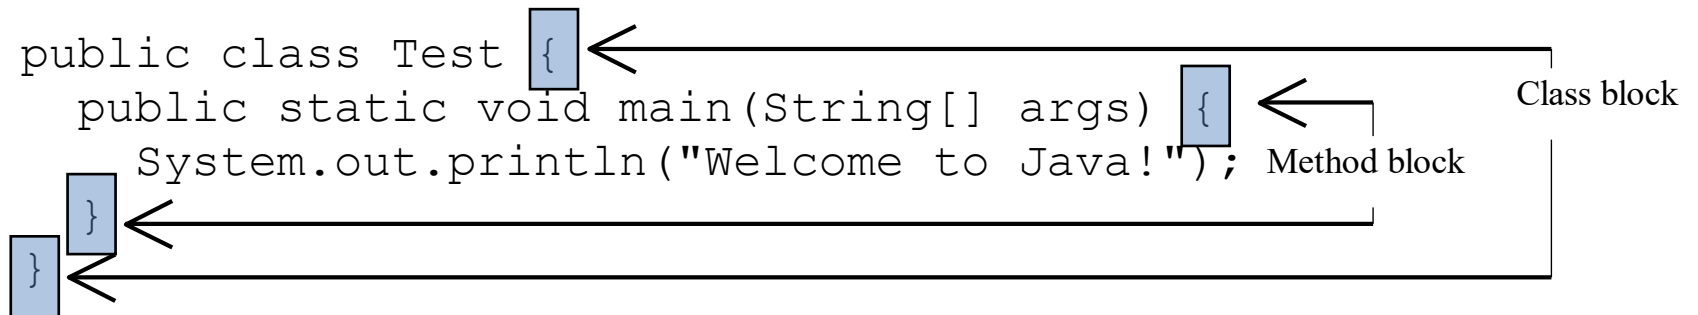 public class Test {
Class block
public static void main(String[] args) {
System.out.println("Welcome to Java!");
Method block
}
}